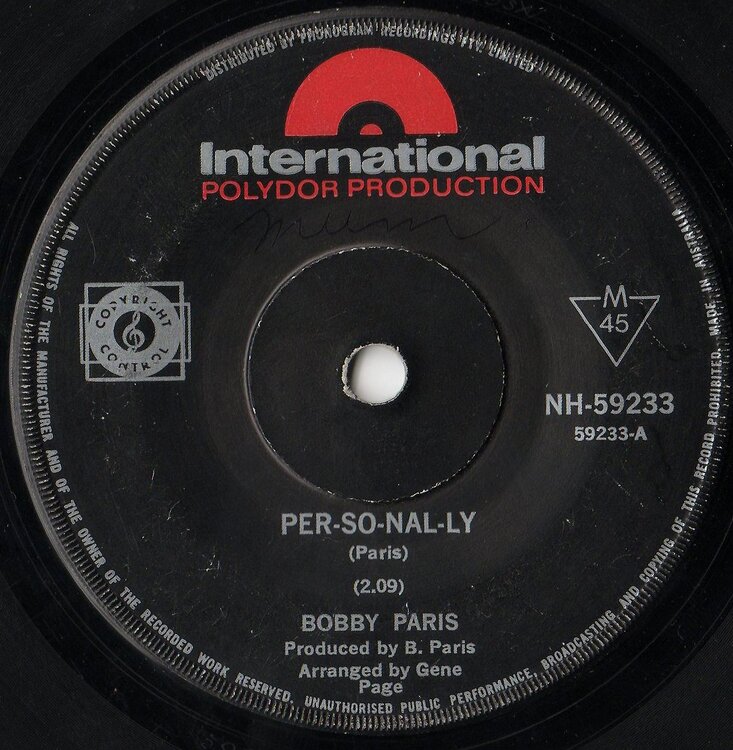 DISTRIBUTED BY PHONOGRAM RECORDINGS PTY. LIMITED
International
POLYDOR PRODUCTION
mum
COPYRIGHT
CONTROL
M
45
NH-59233
59233-A
PER-SO-NAL-LY
(Paris)
(2.09)
BOBBY PARIS
Produced by B. Paris
Arranged by Gene
Page
ALL RIGHTS OF THE MANUFACTURER AND OF THE OWNER OF THE RECORDED WORK RESERVED. UNAUTHORISED PUBLIC PERFORMANCE, BROADCASTING AND COPYING OF THIS RECORD PROHIBITED. MADE IN AUSTRALIA